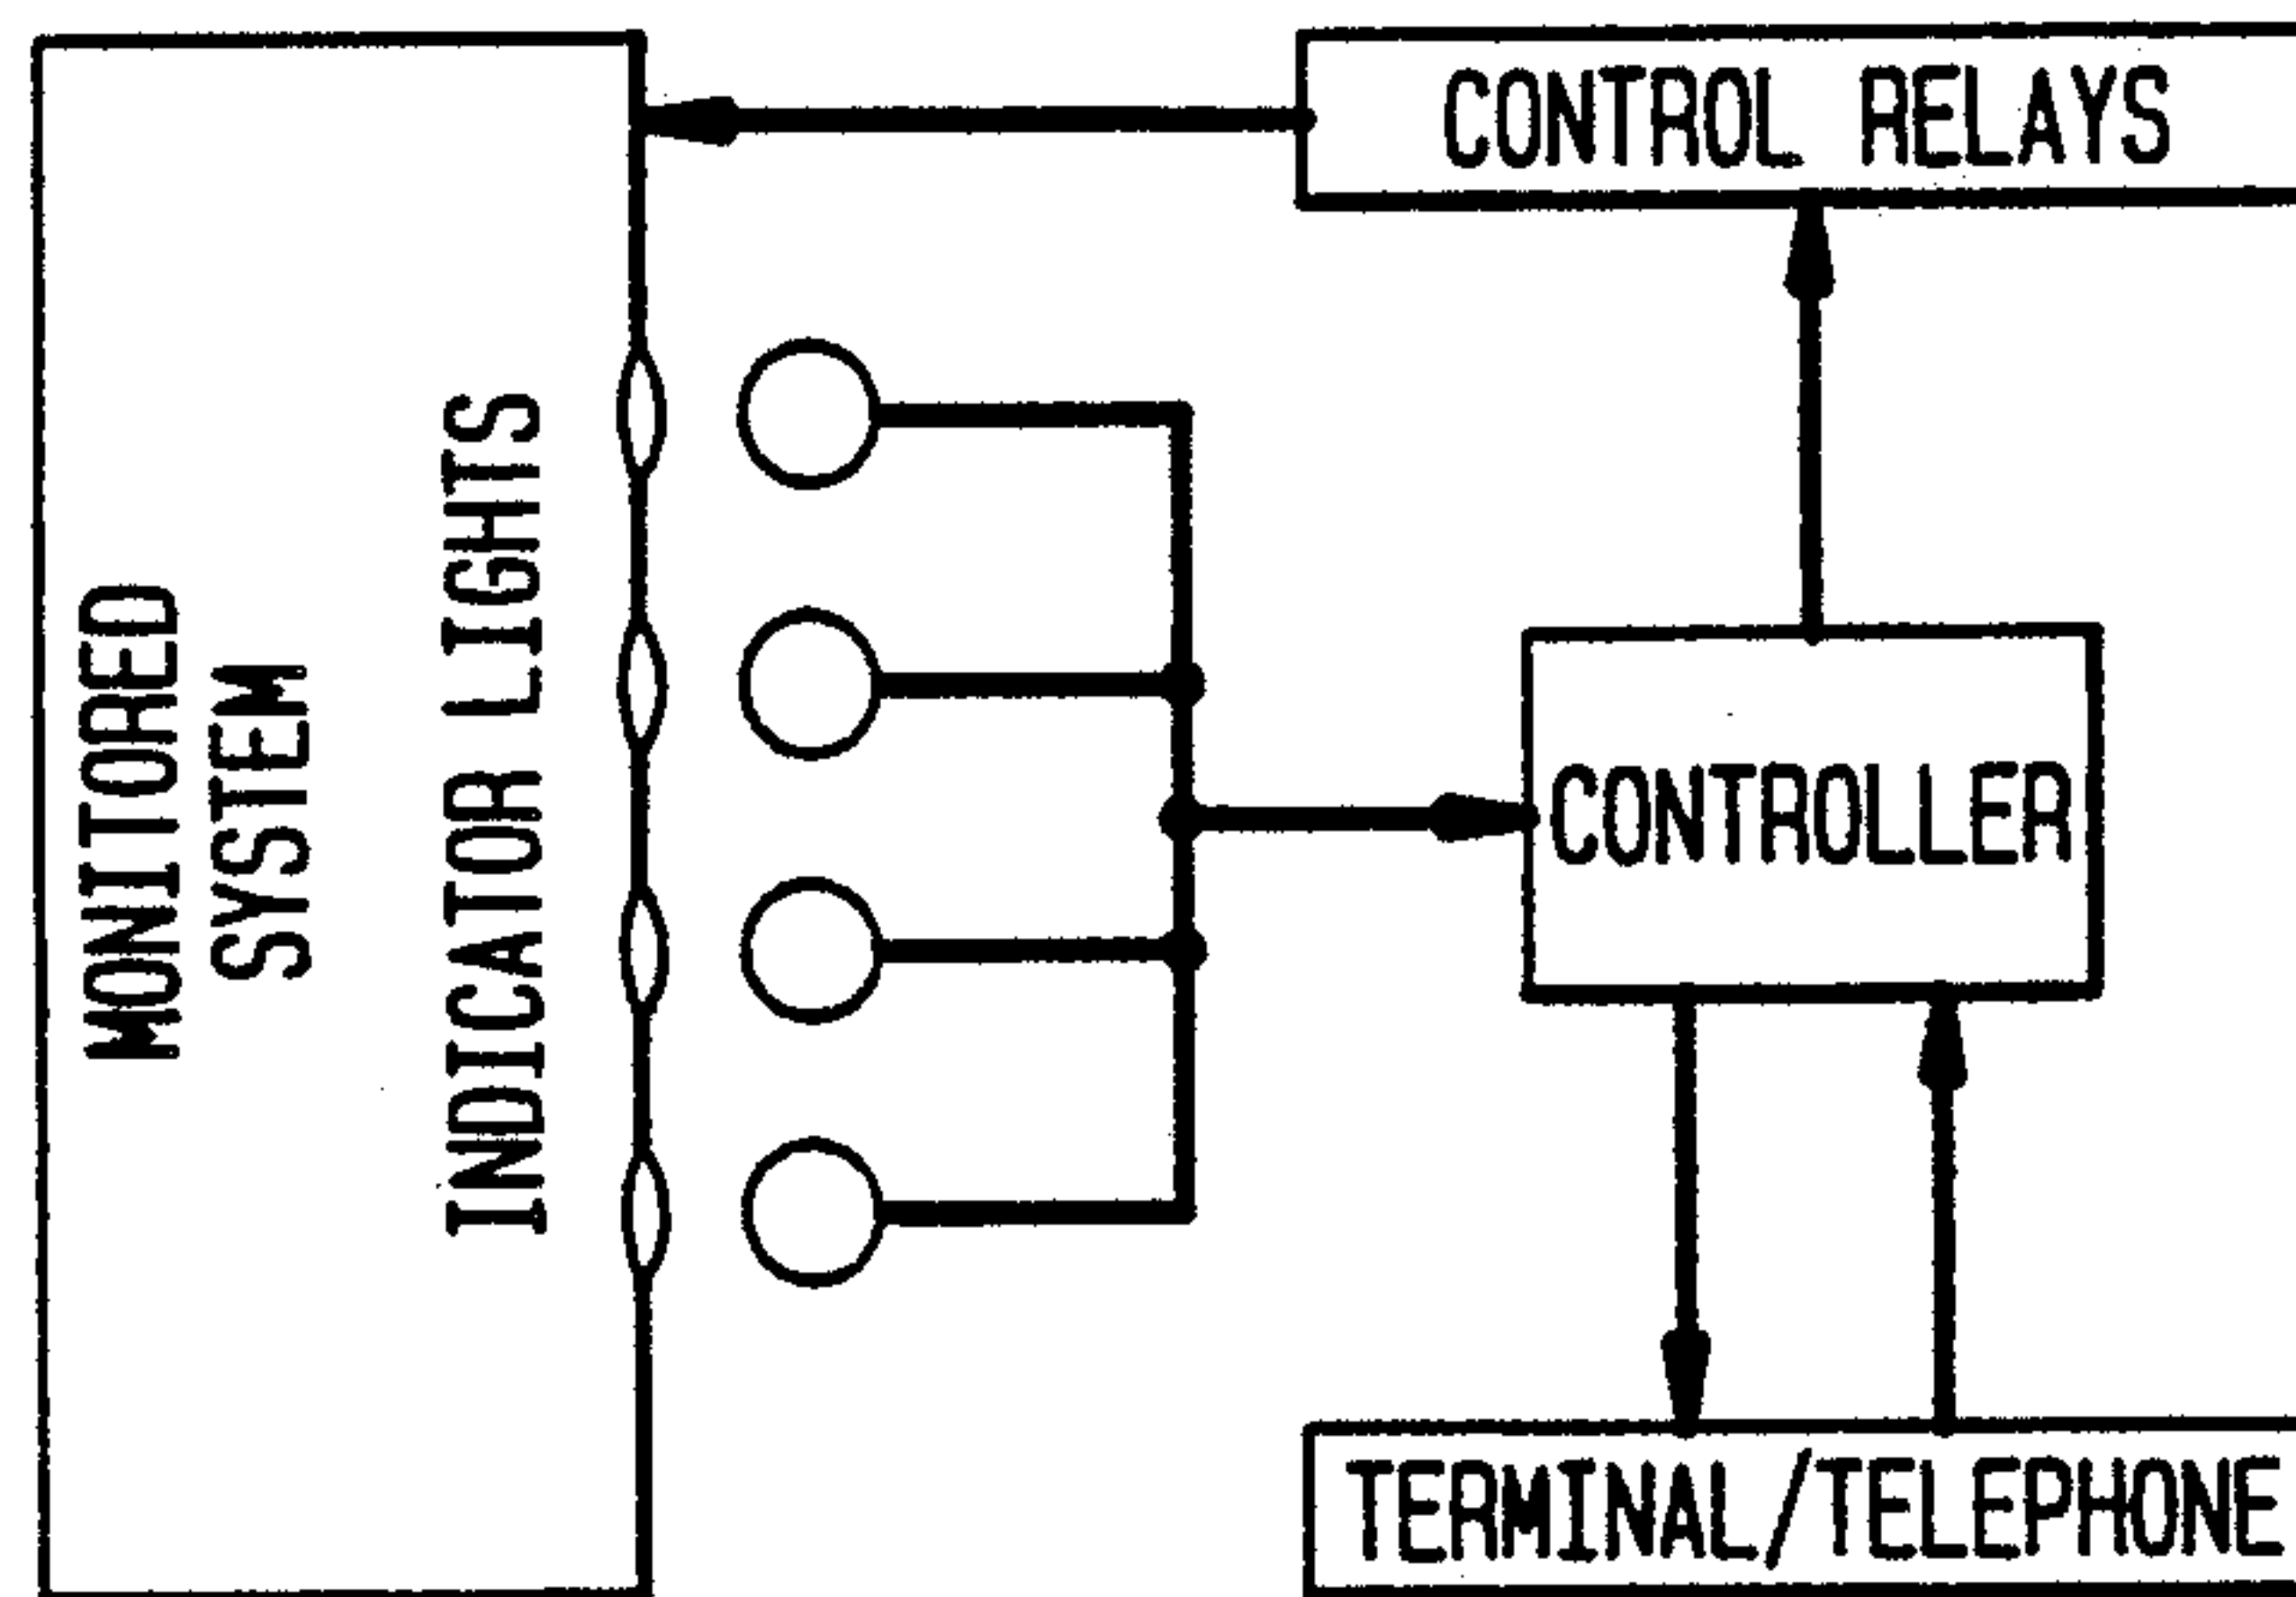 MONITORED
SYSTEM
INDICATOR LIGHTS
CONTROL RELAYS
CONTROLLER
TERMINAL/TELEPHONE